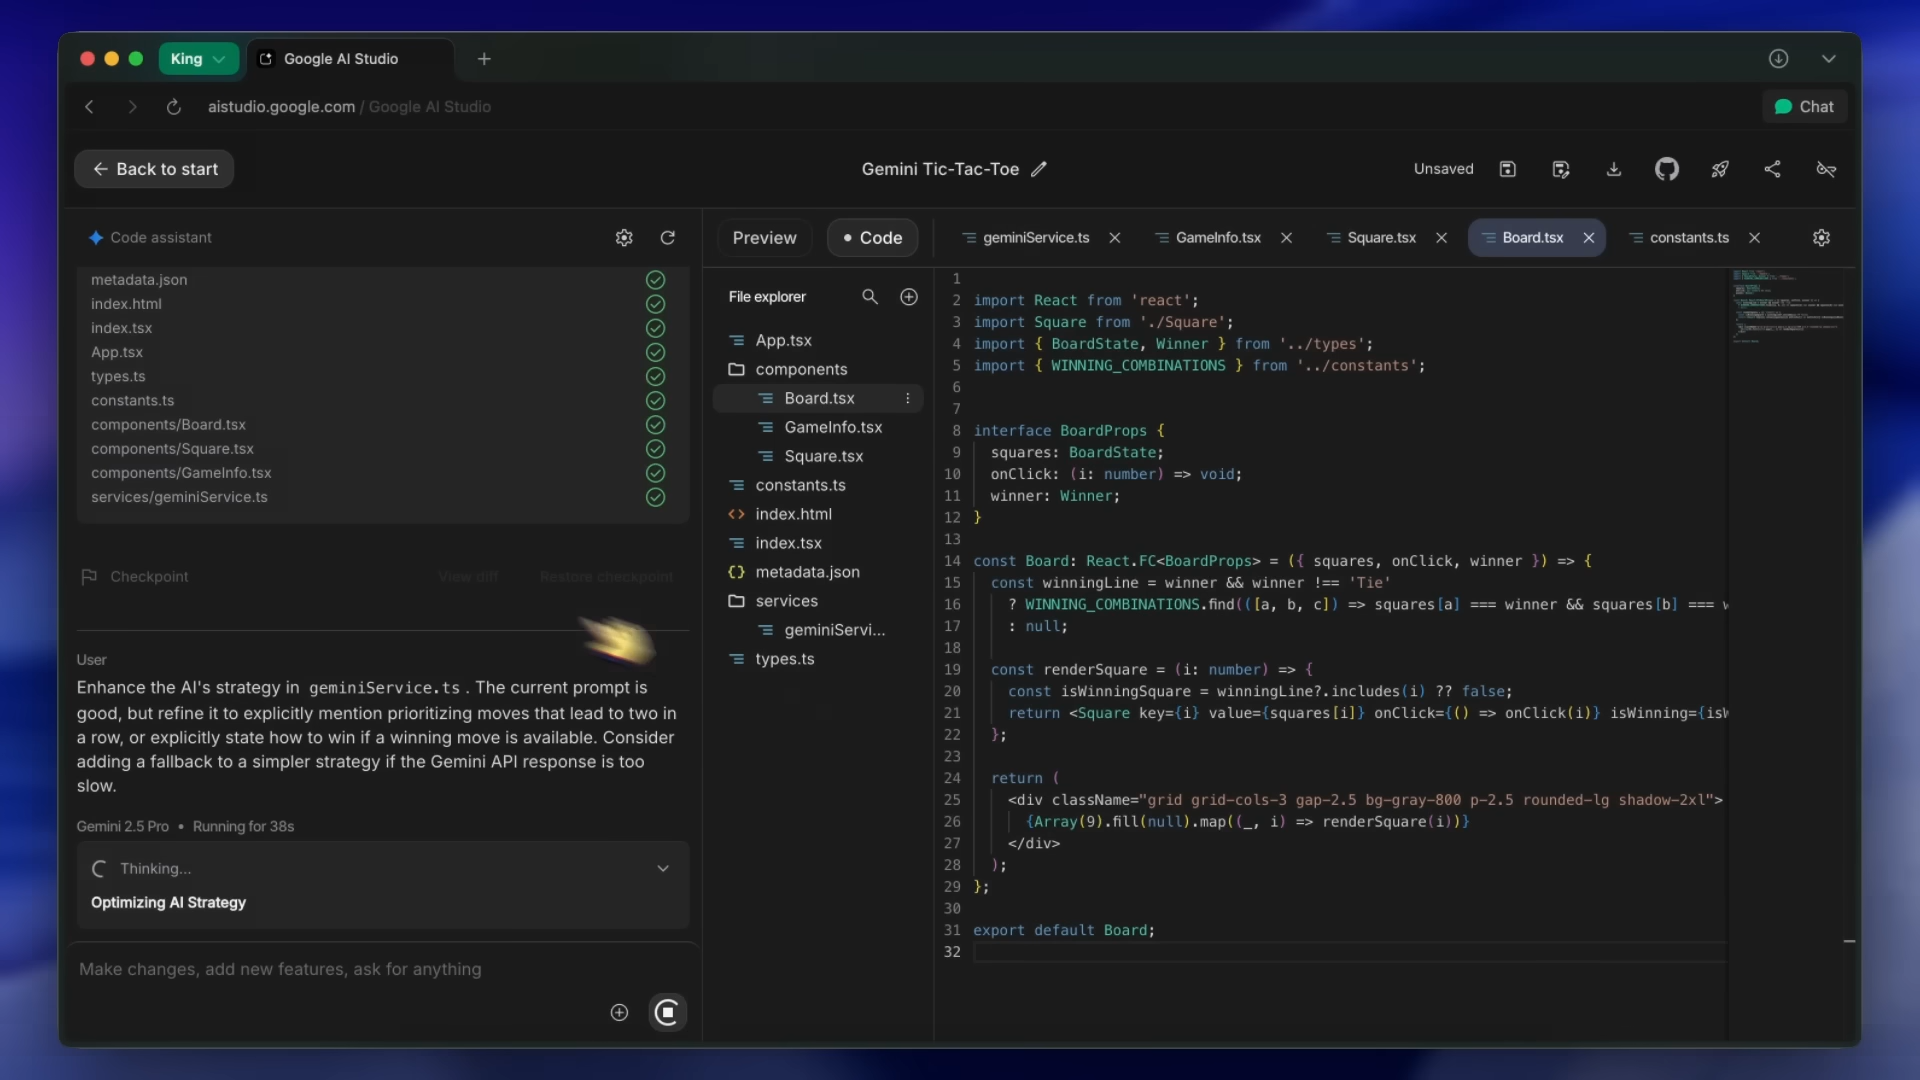 King
Google AI Studio
aistudio.google.com / Google AI Studio
Chat
Back to start
Gemini Tic-Tac-Toe
Unsaved
Code assistant
metadata.json
index.html
index.tsx
App.tsx
types.ts
constants.ts
components/Board.tsx
components/Square.tsx
components/GameInfo.tsx
services/geminiService.ts
Checkpoint
View diff
Restore checkpoint
User
Enhance the AI's strategy in geminiService.ts. The current prompt is
good, but refine it to explicitly mention prioritizing moves that lead to two in
a row, or explicitly state how to win if a winning move is available. Consider
adding a fallback to a simpler strategy if the Gemini API response is too
slow.
Gemini 2.5 Pro • Running for 38s
Thinking...
Optimizing AI Strategy
Make changes, add new features, ask for anything
Preview
Code
geminiService.ts
GameInfo.tsx
Square.tsx
Board.tsx
constants.ts
File explorer
App.tsx
components
Board.tsx
GameInfo.tsx
Square.tsx
constants.ts
index.html
index.tsx
metadata.json
services
geminiServi...
types.ts
1
2 import React from 'react';
3 import Square from './Square';
4 import { BoardState, Winner } from '../types';
5 import { WINNING_COMBINATIONS } from '../constants';
6
7
8 interface BoardProps {
9 squares: BoardState;
10 onClick: (i: number) => void;
11 winner: Winner;
12 }
13
14 const Board: React.FC<BoardProps> = ({ squares, onClick, winner }) => {
15 const winningLine = winner && winner !== 'Tie'
16 ? WINNING_COMBINATIONS.find(([a, b, c]) => squares[a] === winner && squares[b] === w
17 : null;
18
19 const renderSquare = (i: number) => {
20 const isWinningSquare = winningLine?.includes(i) ?? false;
21 return <Square key={i} value={squares[i]} onClick={() => onClick(i)} isWinning={isW
22 };
23
24 return (
25 <div className="grid grid-cols-3 gap-2.5 bg-gray-800 p-2.5 rounded-lg shadow-2xl">
26 {Array(9).fill(null).map((_, i) => renderSquare(i))}
27 </div>
28 );
29 };
30
31 export default Board;
32